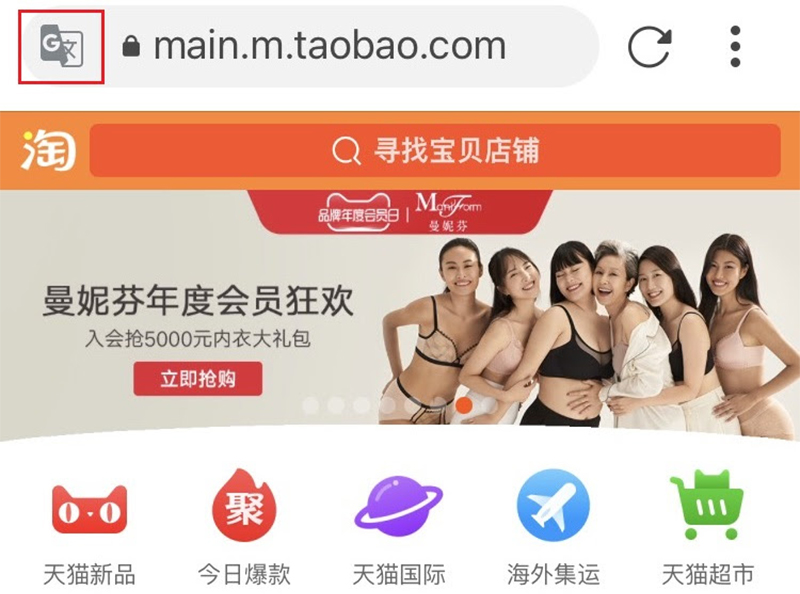 G文
main.m.taobao.com
淘
寻找宝贝店铺
品牌年度会员日 | ManiForm
曼妮芬
曼妮芬年度会员狂欢
入会抢5000元内衣大礼包
立即抢购
聚
天猫新品 今日爆款 天猫国际 海外集运 天猫超市